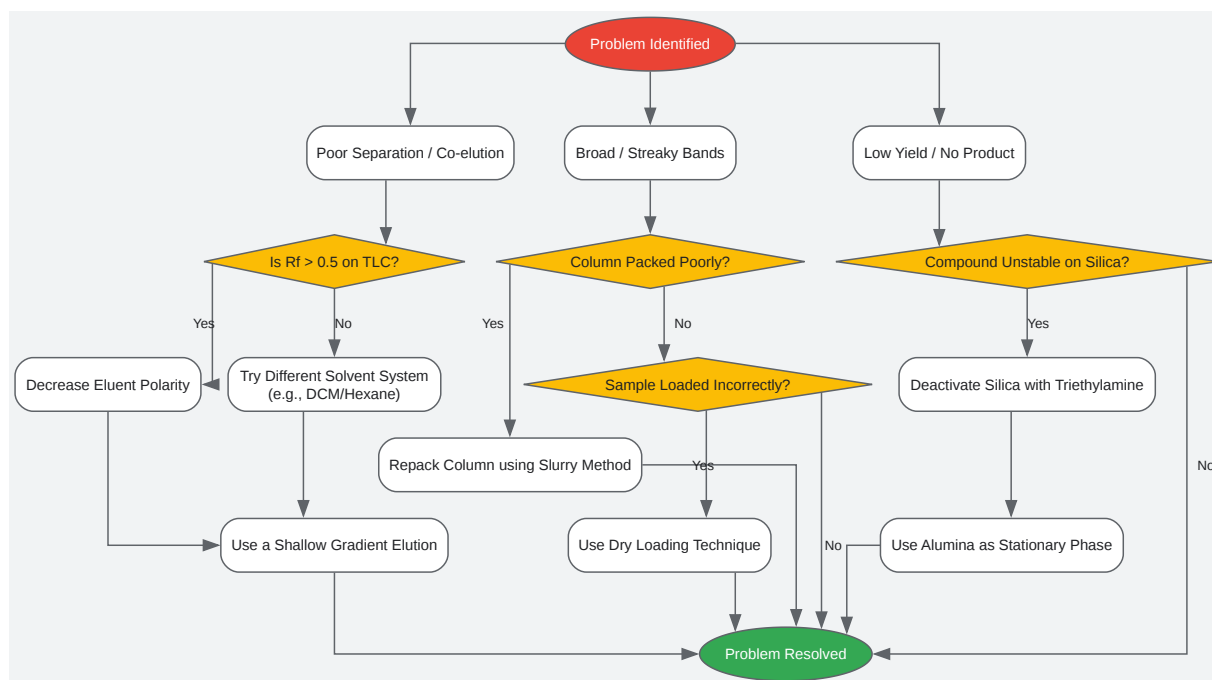 Problem Identified
Poor Separation / Co-elution
Broad / Streaky Bands
Low Yield / No Product
Is Rf > 0.5 on TLC?
Column Packed Poorly?
Compound Unstable on Silica?
Yes
No
Yes
No
Yes
Decrease Eluent Polarity
Try Different Solvent System
(e.g., DCM/Hexane)
Sample Loaded Incorrectly?
Deactivate Silica with Triethylamine
Repack Column using Slurry Method
Yes
No
Use a Shallow Gradient Elution
Use Dry Loading Technique
No
Use Alumina as Stationary Phase
Problem Resolved